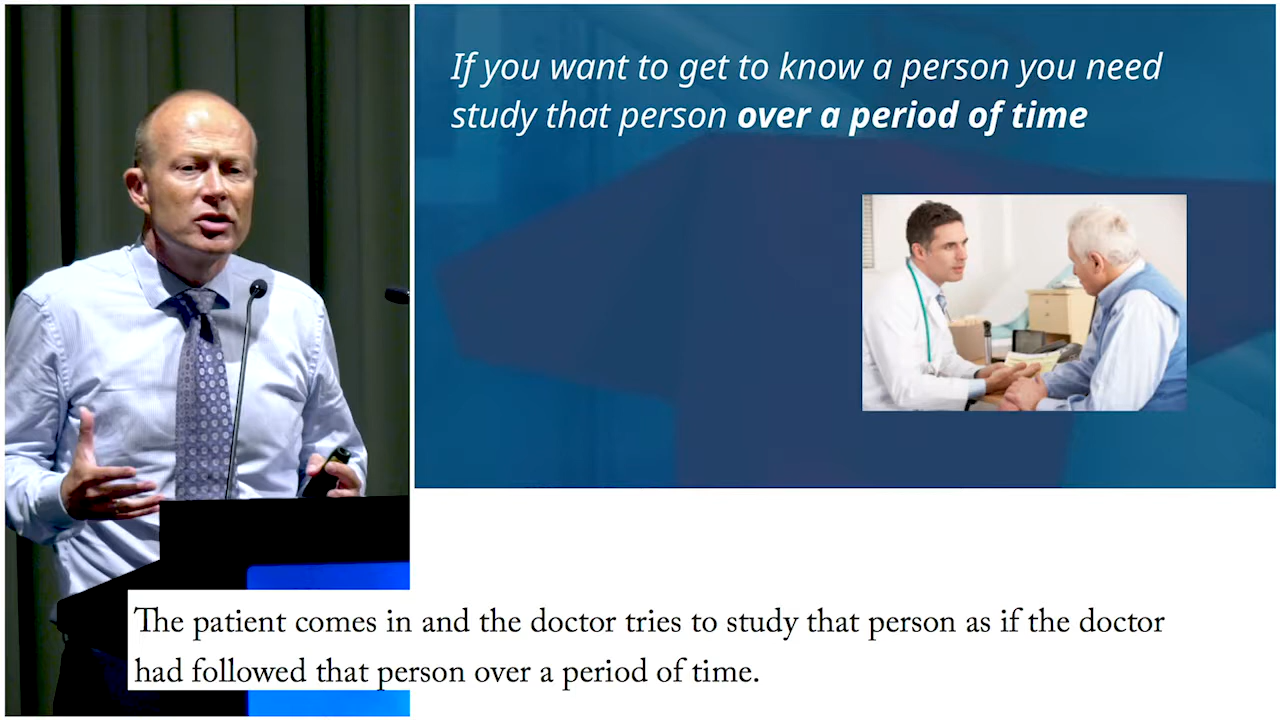 If you want to get to know a person you need
study that person over a period of time
The patient comes in and the doctor tries to study that person as if the doctor
had followed that person over a period of time.